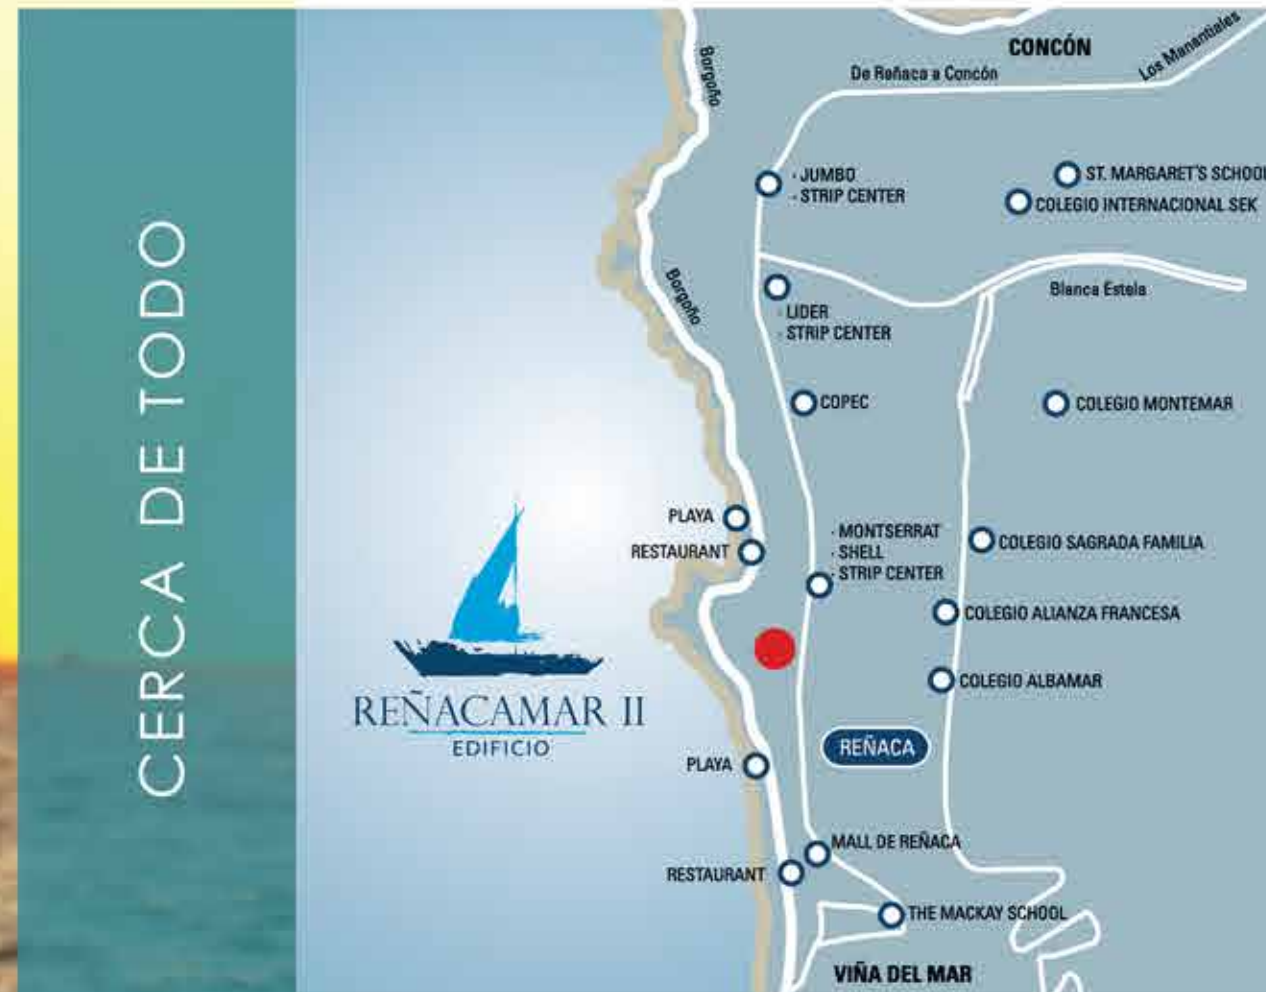 CERCA DE TODO
REÑACAMAR II
EDIFICIO
Borgoño
Borgoño
CONCÓN
De Reñaca a Concón
Los Manantiales
· JUMBO
· STRIP CENTER
ST. MARGARET'S SCHOOL
COLEGIO INTERNACIONAL SEK
Blanca Estela
· LIDER
· STRIP CENTER
COPEC
COLEGIO MONTEMAR
PLAYA
RESTAURANT
· MONTSERRAT
· SHELL
· STRIP CENTER
COLEGIO SAGRADA FAMILIA
COLEGIO ALIANZA FRANCESA
COLEGIO ALBAMAR
REÑACA
PLAYA
MALL DE REÑACA
RESTAURANT
THE MACKAY SCHOOL
VIÑA DEL MAR